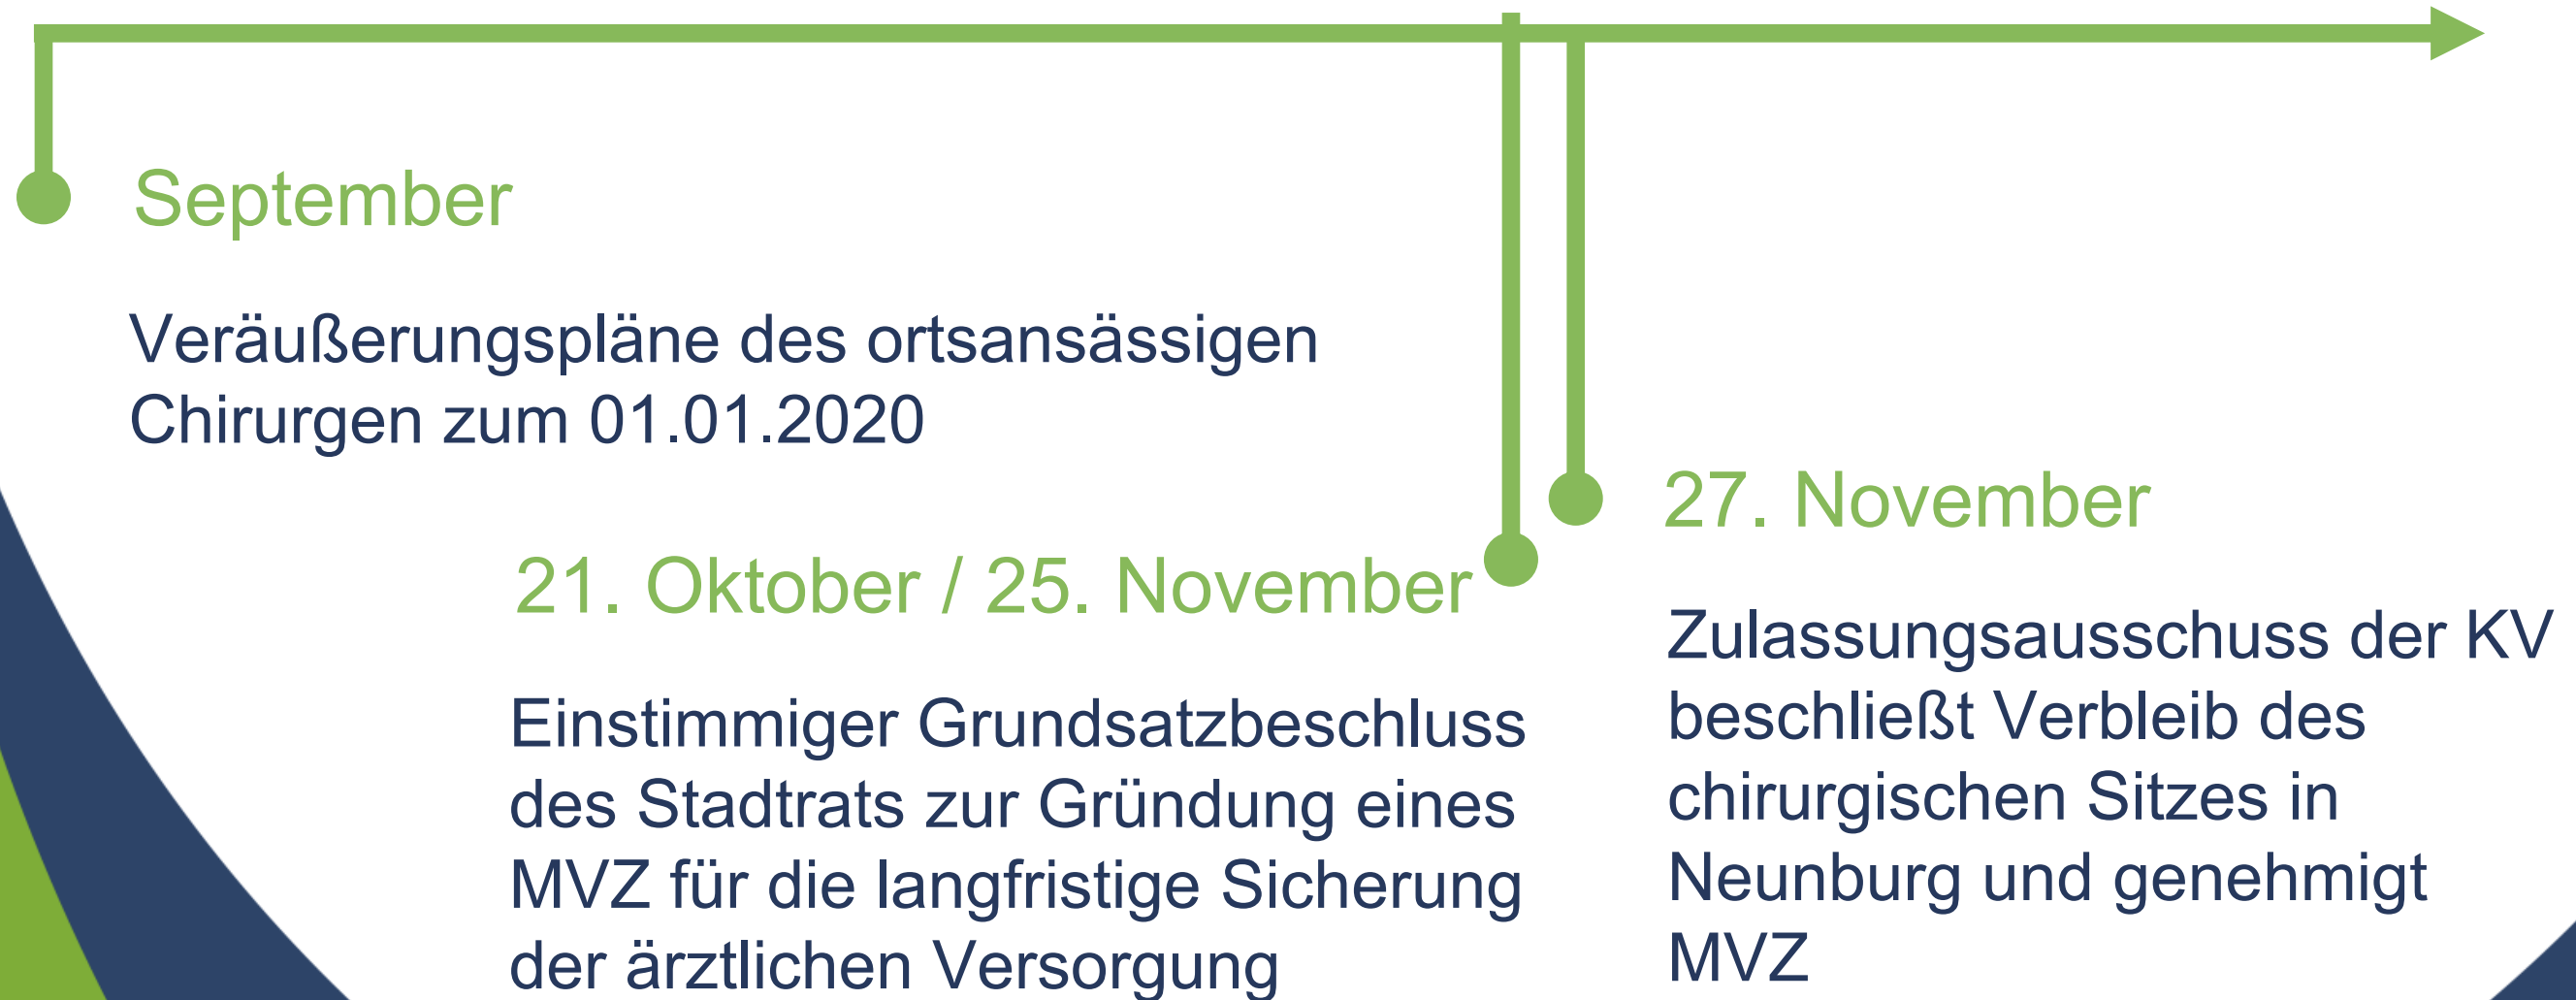 September
Veräußerungspläne des ortsansässigen
Chirurgen zum 01.01.2020
21. Oktober / 25. November
Einstimmiger Grundsatzbeschluss
des Stadtrats zur Gründung eines
MVZ für die langfristige Sicherung
der ärztlichen Versorgung
27. November
Zulassungsausschuss der KV
beschließt Verbleib des
chirurgischen Sitzes in
Neunburg und genehmigt
MVZ